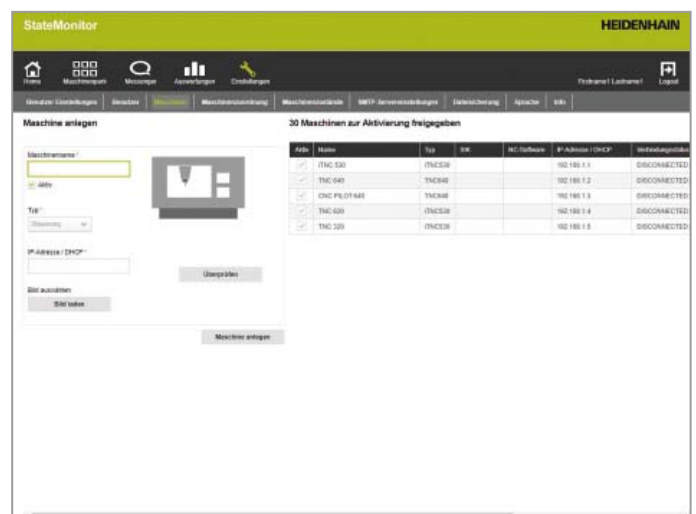 StateMonitor
HEIDENHAIN
Home Maschinenpark Messenger Auswertungen Einstellungen Firstname1 Lastname1 Logout
Benutzer Einstellungen Benutzer Maschinen Maschinenzuordnung Maschinenzustände SMTP-Servereinstellungen Datensicherung Sprache Info
Maschine anlegen
30 Maschinen zur Aktivierung freigegeben
Maschinenname *
Aktiv
Typ *
Steuerung
IP-Adresse / DHCP *
Überprüfen
Bild auswählen
Bild laden
Maschine anlegen
Aktiv Name Typ SIK NC-Software IP-Adresse / DHCP Verbindungsstatus
iTNC 530 iTNC530 192.168.1.1 DISCONNECTED
TNC 640 TNC640 192.168.1.2 DISCONNECTED
CNC PILOT 640 TNC640 192.168.1.3 DISCONNECTED
TNC 620 iTNC530 192.168.1.4 DISCONNECTED
TNC 320 iTNC530 192.168.1.5 DISCONNECTED